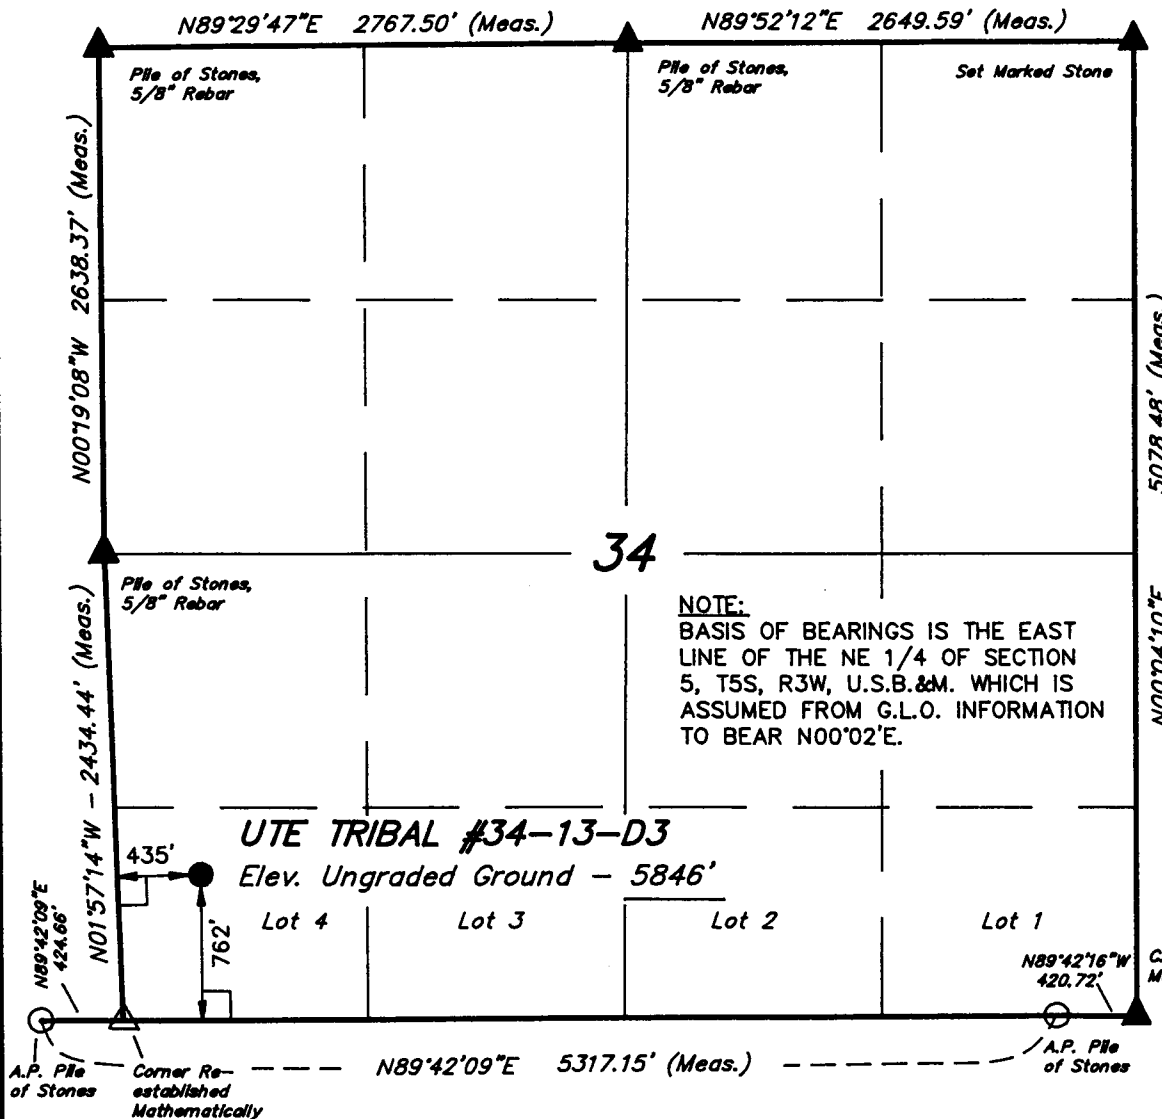 N89°29'47"E 2767.50' (Meas.)
N89°52'12"E 2649.59' (Meas.)
Pile of Stones,
5/8" Rebar
Pile of Stones,
5/8" Rebar
Set Marked Stone
N00°19'08"W 2638.37' (Meas.)
5078.48' (Meas.)
N00°04'10"E
34
Pile of Stones,
5/8" Rebar
NOTE:
BASIS OF BEARINGS IS THE EAST
LINE OF THE NE 1/4 OF SECTION
5, T5S, R3W, U.S.B.&M. WHICH IS
ASSUMED FROM G.L.O. INFORMATION
TO BEAR N00°02'E.
N01°57'14"W – 2434.44' (Meas.)
UTE TRIBAL #34-13-D3
435'
Elev. Ungraded Ground – 5846'
762'
Lot 4
Lot 3
Lot 2
Lot 1
N89°42'09"E
424.66'
N89°42'16"W
420.72'
A.P. Pile
of Stones
Corner Re-
established
Mathematically
N89°42'09"E 5317.15' (Meas.)
A.P. Pile
of Stones